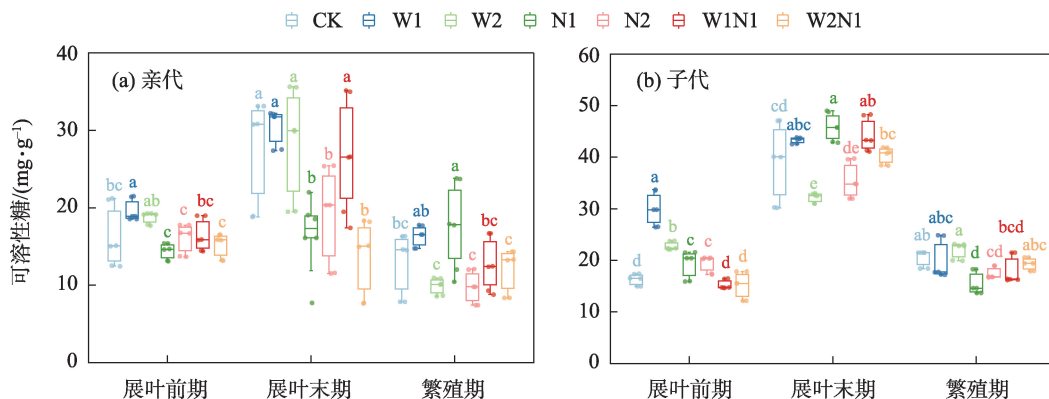 CK W1 W2 N1 N2 W1N1 W2N1
可溶性糖/(mg·g⁻¹)
(a) 亲代
40
30
20
10
0
bc a ab b c bc c
a a a b b a b
bc ab c a c bc c
展叶前期 展叶末期 繁殖期
(b) 子代
60
50
40
30
20
10
0
d a b c c d d
cd abc e a de ab bc
ab abc a d cd bcd abc
展叶前期 展叶末期 繁殖期